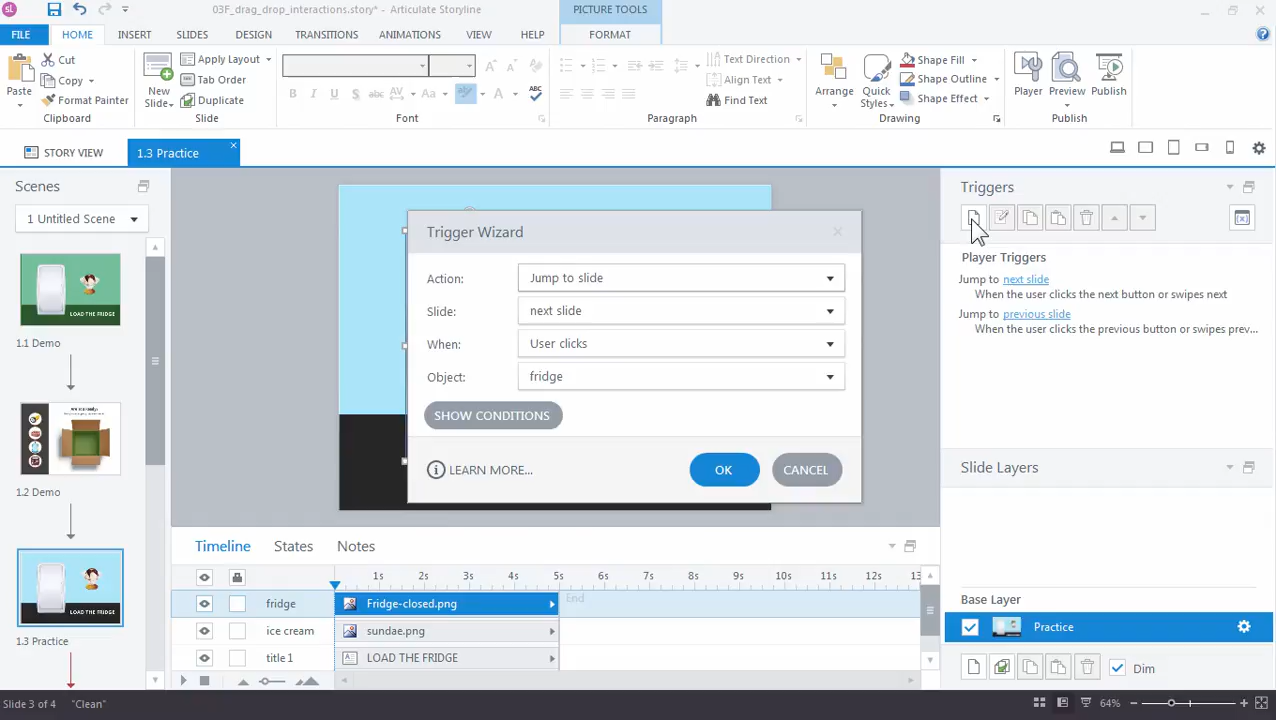 sl
03F_drag_drop_interactions.story* - Articulate Storyline
PICTURE TOOLS
FILE HOME INSERT SLIDES DESIGN TRANSITIONS ANIMATIONS VIEW HELP FORMAT
Paste
Cut
Copy
Format Painter
Clipboard
New Slide
Apply Layout
Tab Order
Duplicate
Slide
B I U S abc AV Aa A
ABC
Font
Text Direction
Align Text
Find Text
Paragraph
Arrange
Quick Styles
Shape Fill
Shape Outline
Shape Effect
Drawing
Player
Preview
Publish
Publish
STORY VIEW
1.3 Practice
Scenes
1 Untitled Scene
LOAD THE FRIDGE
1.1 Demo
1.2 Demo
LOAD THE FRIDGE
1.3 Practice
Trigger Wizard
Action: Jump to slide
Slide: next slide
When: User clicks
Object: fridge
SHOW CONDITIONS
LEARN MORE...
OK
CANCEL
Timeline States Notes
1s 2s 3s 4s 5s 6s 7s 8s 9s 10s 11s 12s 13
fridge Fridge-closed.png End
ice cream sundae.png
title 1 LOAD THE FRIDGE
Triggers
Player Triggers
Jump to next slide
When the user clicks the next button or swipes next
Jump to previous slide
When the user clicks the previous button or swipes prev...
Slide Layers
Base Layer
Practice
Dim
Slide 3 of 4 "Clean"
64%